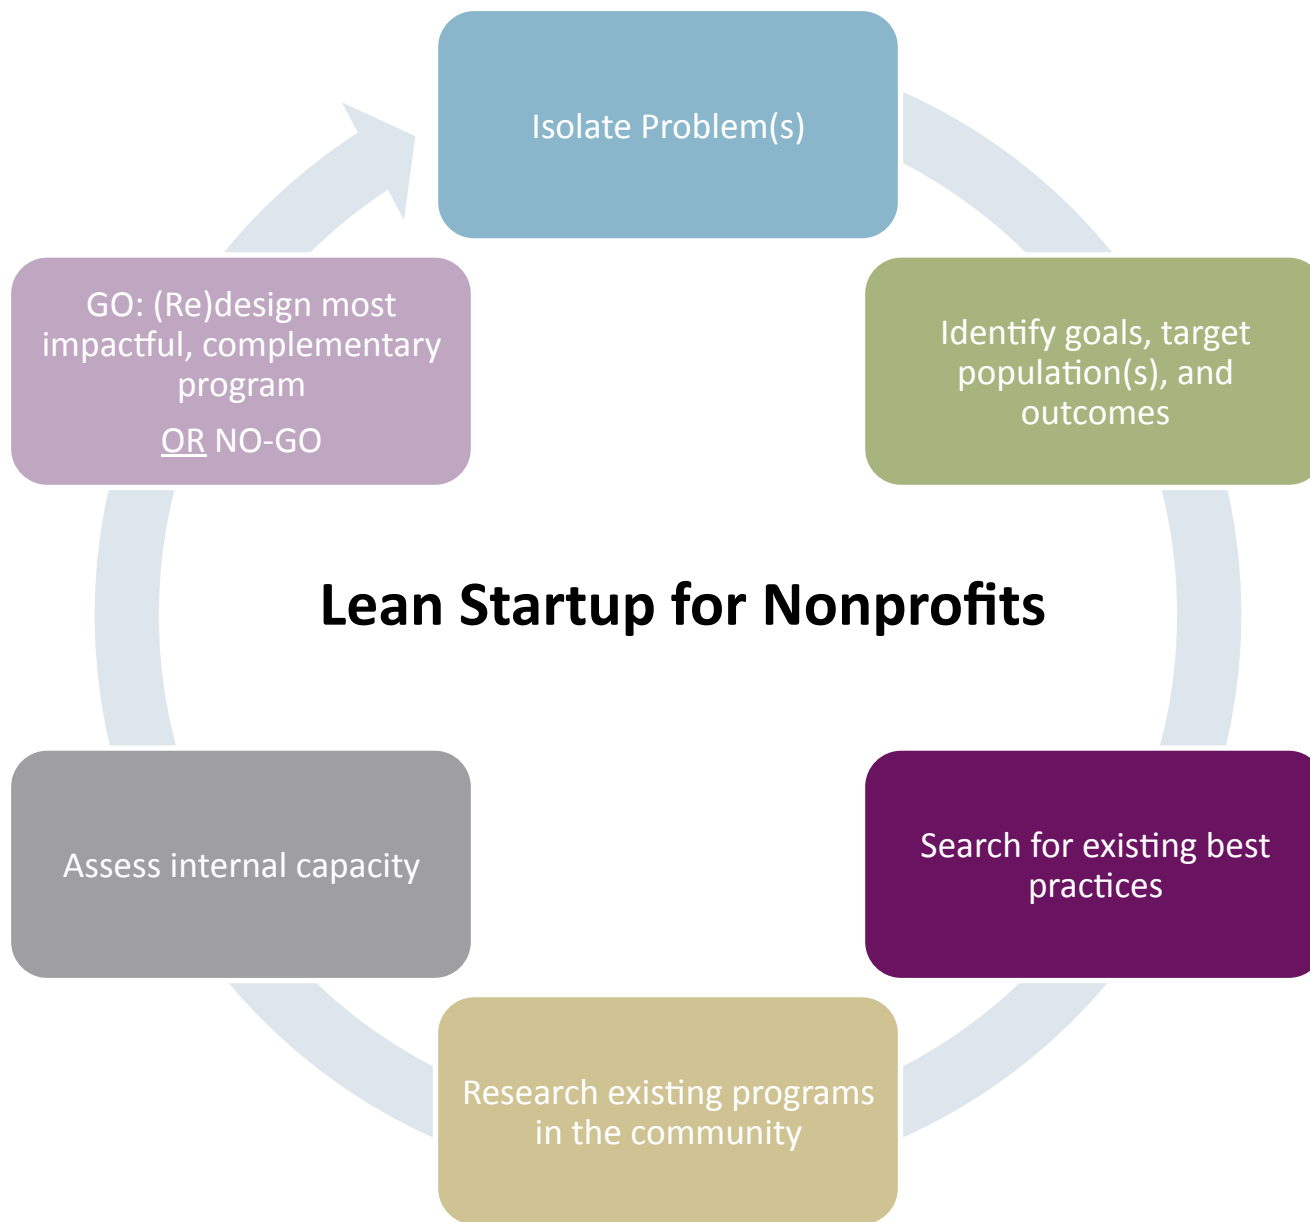 Isolate Problem(s)
Identify goals, target
population(s), and
outcomes
Search for existing best
practices
Research existing programs
in the community
Assess internal capacity
GO: (Re)design most
impactful, complementary
program
OR NO-GO
Lean Startup for Nonprofits